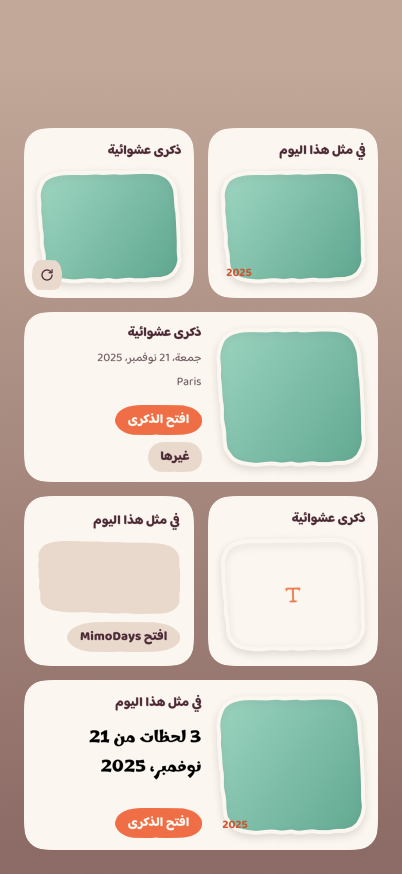 في مثل هذا اليوم
2025
ذكرى عشوائية
ذكرى عشوائية
جمعة، 21 نوفمبر، 2025
Paris
افتح الذكرى
غيرها
ذكرى عشوائية
T
في مثل هذا اليوم
افتح MimoDays
في مثل هذا اليوم
3 لحظات من 21
نوفمبر، 2025
افتح الذكرى
2025